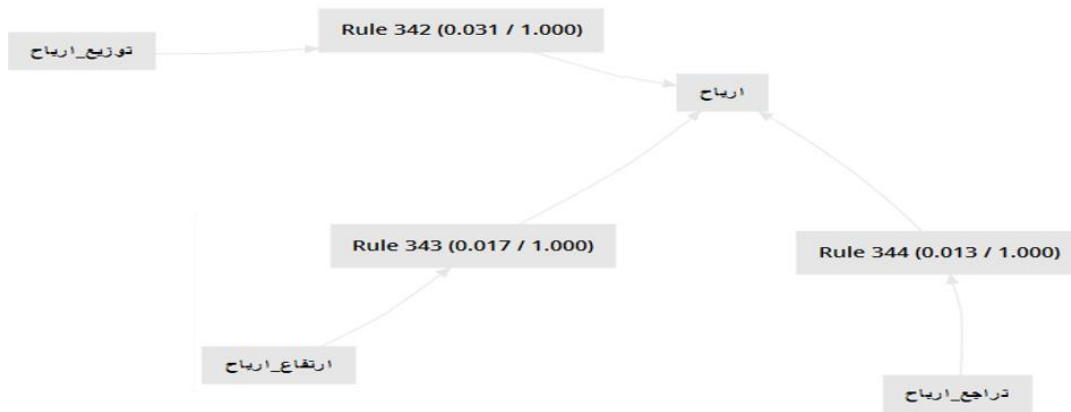 Rule 342 (0.031 / 1.000)
توزيع_ارباح
ارباح
Rule 343 (0.017 / 1.000)
Rule 344 (0.013 / 1.000)
ارتفاع_ارباح
تراجع_ارباح